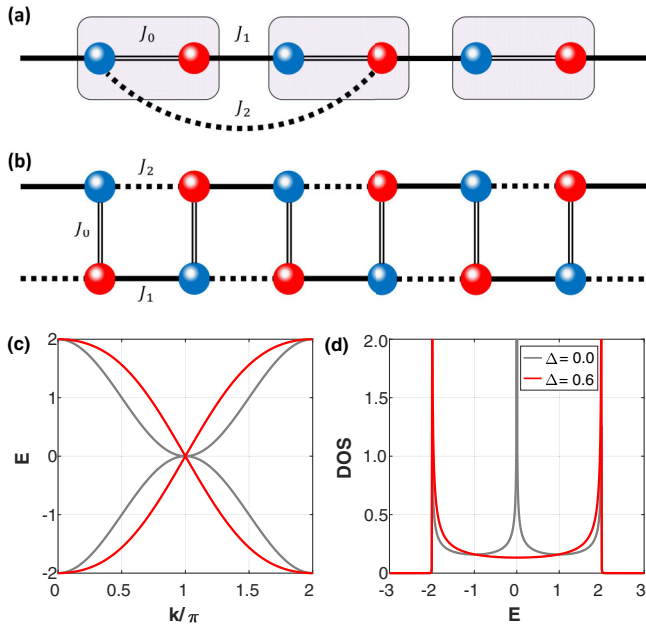 (a)
J₀
J₁
J₂
(b)
J₂
J₀
J₁
(c)
E
2
1
0
-1
-2
0
0.5
1
1.5
2
k/π
(d)
DOS
2.0
1.5
1.0
0.5
0
-3
-2
-1
0
1
2
3
E
Δ = 0.0
Δ = 0.6